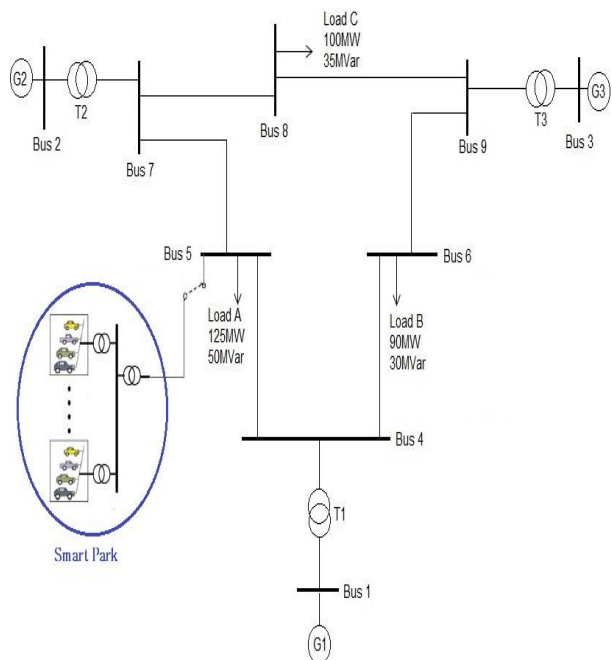 Load C
100MW
35MVar
G2
T2
Bus 2
Bus 7
Bus 8
Bus 9
T3
G3
Bus 3
Bus 5
Bus 6
Load A
125MW
50MVar
Load B
90MW
30MVar
Bus 4
Smart Park
T1
Bus 1
G1